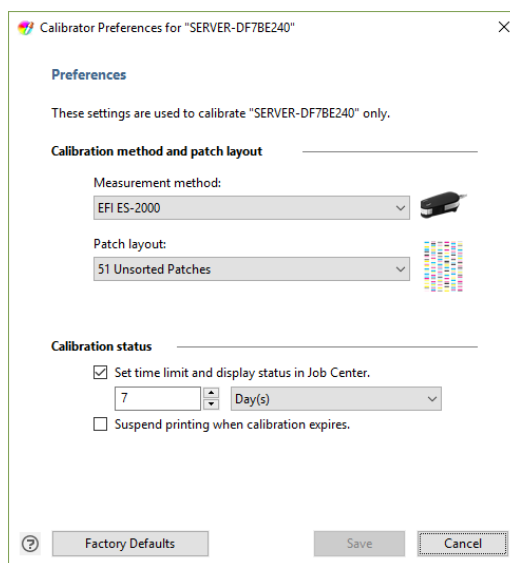 Calibrator Preferences for "SERVER-DF7BE240"
Preferences
These settings are used to calibrate "SERVER-DF7BE240" only.
Calibration method and patch layout
Measurement method:
EFI ES-2000
Patch layout:
51 Unsorted Patches
Calibration status
Set time limit and display status in Job Center.
7 Day(s)
Suspend printing when calibration expires.
? Factory Defaults Save Cancel